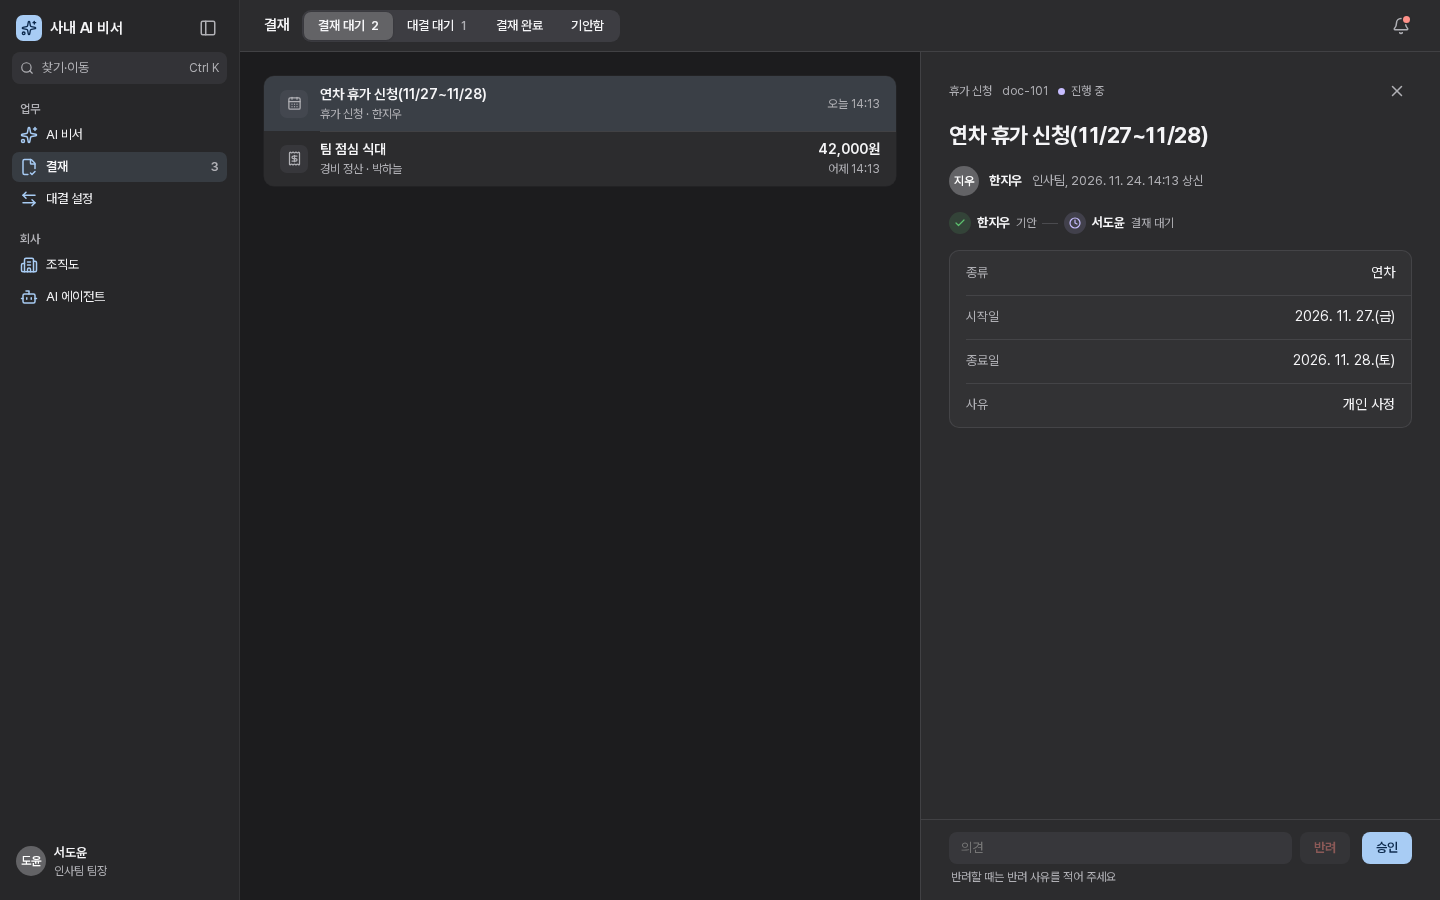 사내 AI 비서
찾기·이동 Ctrl K
업무
AI 비서
결재 3
대결 설정
회사
조직도
AI 에이전트
도윤 서도윤
인사팀 팀장
결재 결재 대기 2 대결 대기 1 결재 완료 기안함
연차 휴가 신청(11/27~11/28)
휴가 신청 · 한지우
오늘 14:13
팀 점심 식대
경비 정산 · 박하늘
42,000원
어제 14:13
휴가 신청 doc-101 진행 중
연차 휴가 신청(11/27~11/28)
지우 한지우 인사팀, 2026. 11. 24. 14:13 상신
한지우 기안 서도윤 결재 대기
종류 연차
시작일 2026. 11. 27.(금)
종료일 2026. 11. 28.(토)
사유 개인 사정
의견 반려 승인
반려할 때는 반려 사유를 적어 주세요